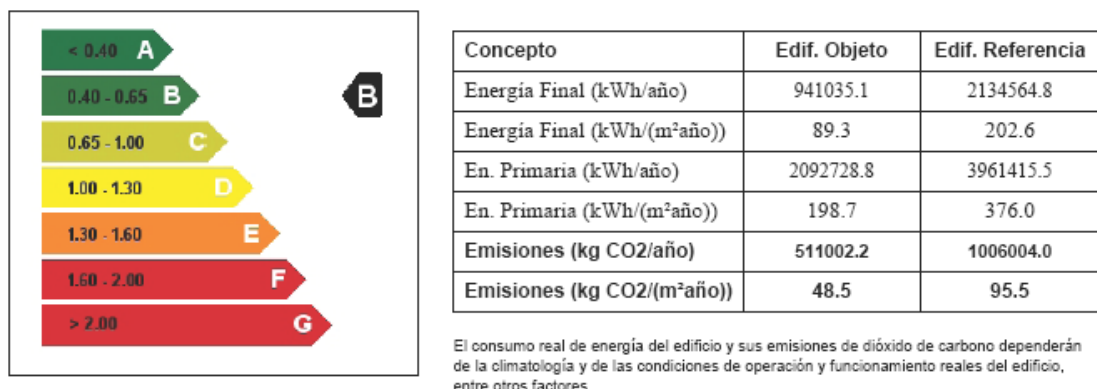 < 0.40 A
0.40 - 0.65 B
B
0.65 - 1.00 C
1.00 - 1.30 D
1.30 - 1.60 E
1.60 - 2.00 F
> 2.00 G
Concepto Edif. Objeto Edif. Referencia
Energía Final (kWh/año) 941035.1 2134564.8
Energía Final (kWh/(m²año)) 89.3 202.6
En. Primaria (kWh/año) 2092728.8 3961415.5
En. Primaria (kWh/(m²año)) 198.7 376.0
Emisiones (kg CO2/año) 511002.2 1006004.0
Emisiones (kg CO2/(m²año)) 48.5 95.5
El consumo real de energía del edificio y sus emisiones de dióxido de carbono dependerán
de la climatología y de las condiciones de operación y funcionamiento reales del edificio,
entre otros factores